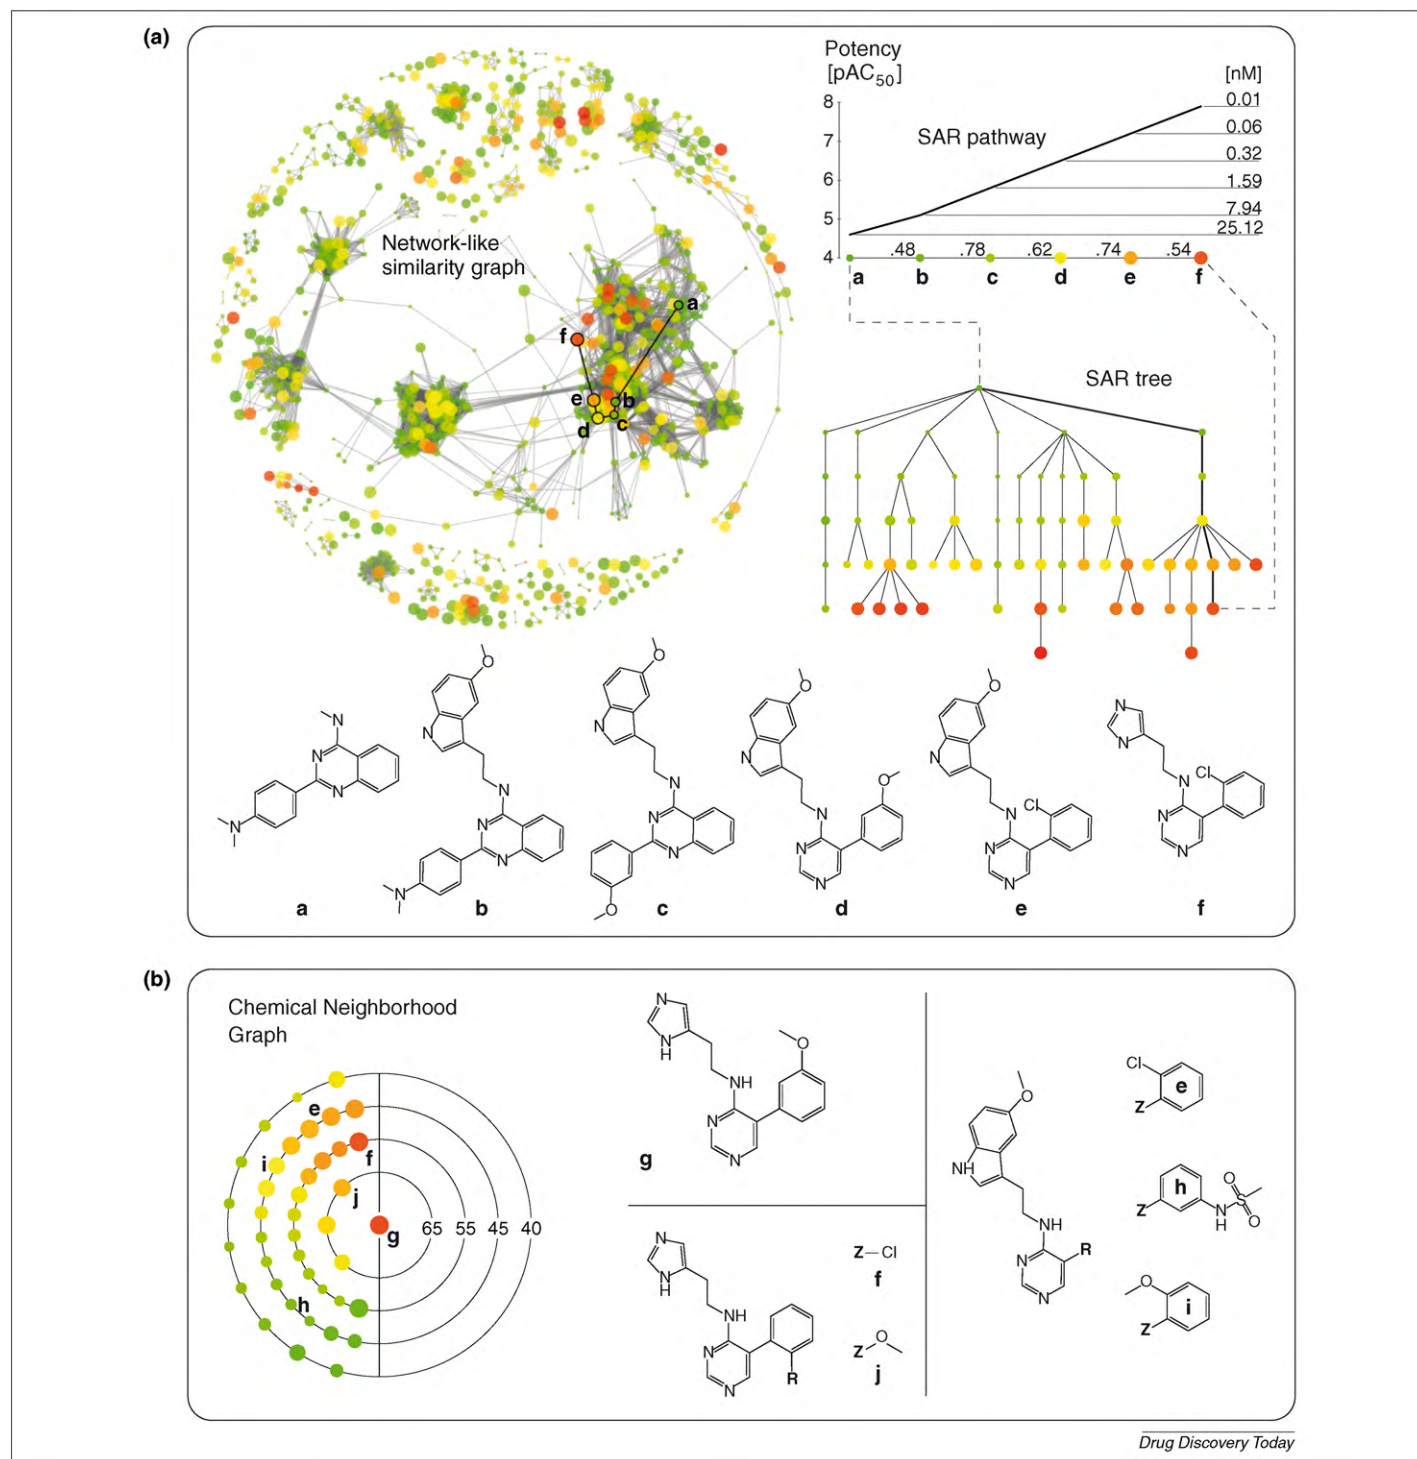 (a)
Potency
[pAC50]
[nM]
8
7
6
5
4
SAR pathway
0.01
0.06
0.32
1.59
7.94
25.12
.48
.78
.62
.74
.54
a
b
c
d
e
f
Network-like
similarity graph
a
f
e
b
d
c
SAR tree
O
N
N
N
N
N
a
O
N
N
N
N
N
b
O
N
N
N
N
O
c
O
N
O
N
N
N
d
O
N
Cl
N
N
N
e
N
N
Cl
N
N
N
f
(b)
Chemical Neighborhood
Graph
e
i
f
j
g
h
65
55
45
40
N
N
H
O
NH
N
N
g
N
N
H
NH
N
N
R
Z—Cl
f
Z
O
j
O
NH
NH
N
N
R
Cl
e
Z
h
Z
N
H
S
O
O
O
i
Z
Drug Discovery Today